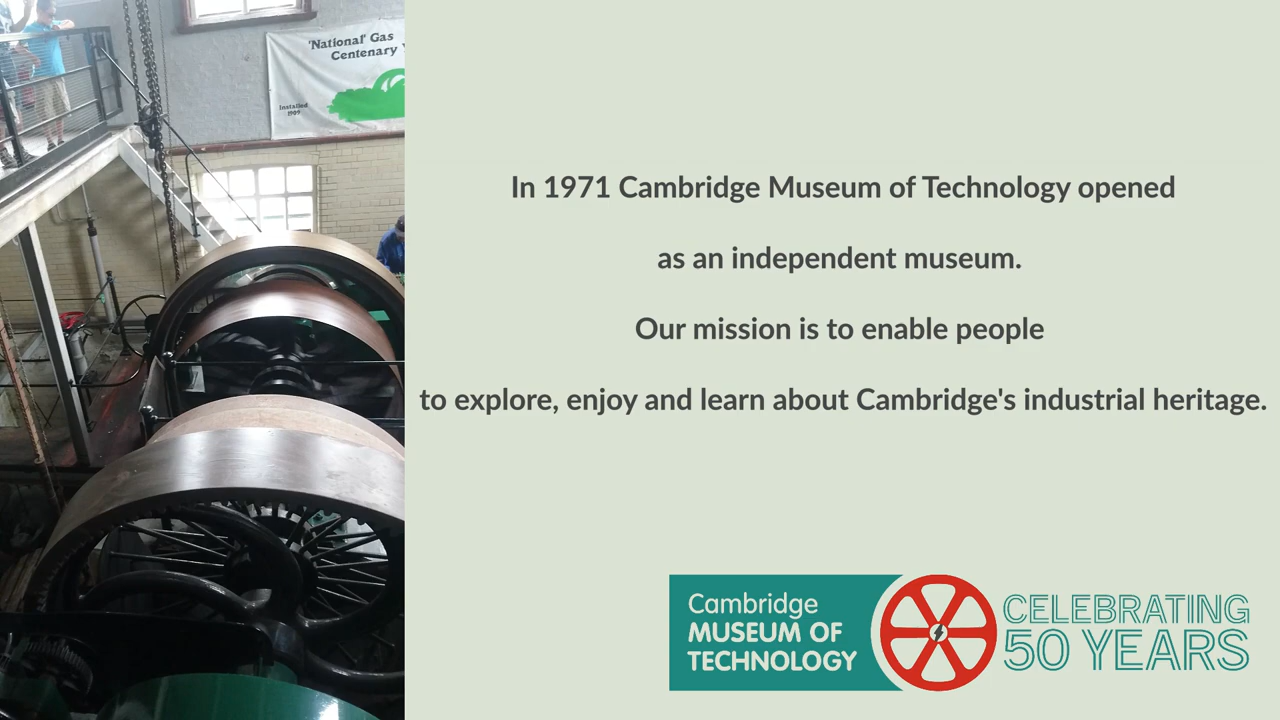 'National' Gas
Centenary
Installed
1909
In 1971 Cambridge Museum of Technology opened
as an independent museum.
Our mission is to enable people
to explore, enjoy and learn about Cambridge's industrial heritage.
Cambridge
MUSEUM OF
TECHNOLOGY
CELEBRATING
50 YEARS